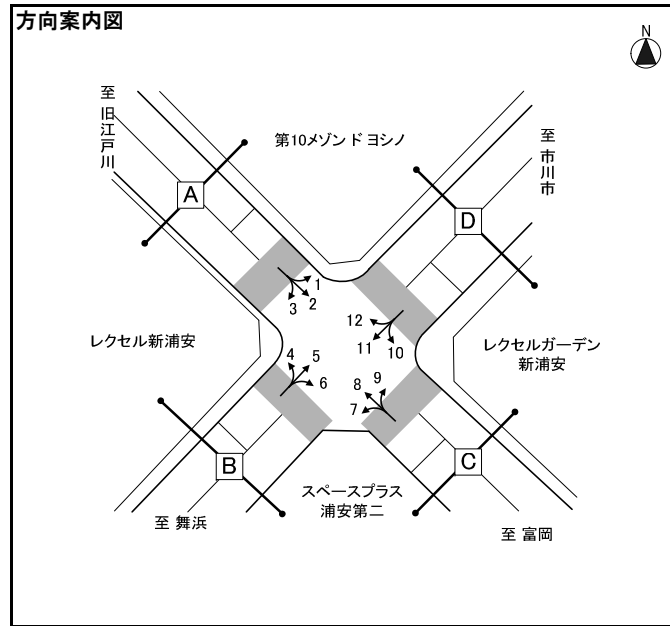 方向案内図
N
至 旧江戸川
第10メゾンドヨシノ
至 市川市
A
D
1
2
3
12
11
10
レクセル新浦安
レクセルガーデン
新浦安
4
5
6
9
8
7
B
C
スペースプラス
浦安第二
至 舞浜
至 富岡